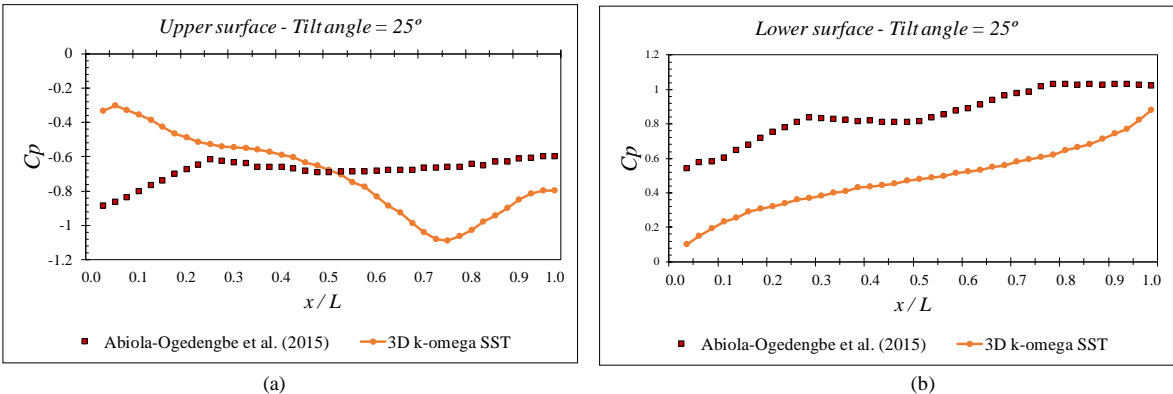 Upper surface - Tilt angle = 25º
0
-0.2
-0.4
-0.6
-0.8
-1
-1.2
Cp
0.0 0.1 0.2 0.3 0.4 0.5 0.6 0.7 0.8 0.9 1.0
x / L
Abiola-Ogedengbe et al. (2015) 3D k-omega SST
(a)
Lower surface - Tilt angle = 25º
1.2
1
0.8
0.6
0.4
0.2
0
Cp
0.0 0.1 0.2 0.3 0.4 0.5 0.6 0.7 0.8 0.9 1.0
x / L
Abiola-Ogedengbe et al. (2015) 3D k-omega SST
(b)